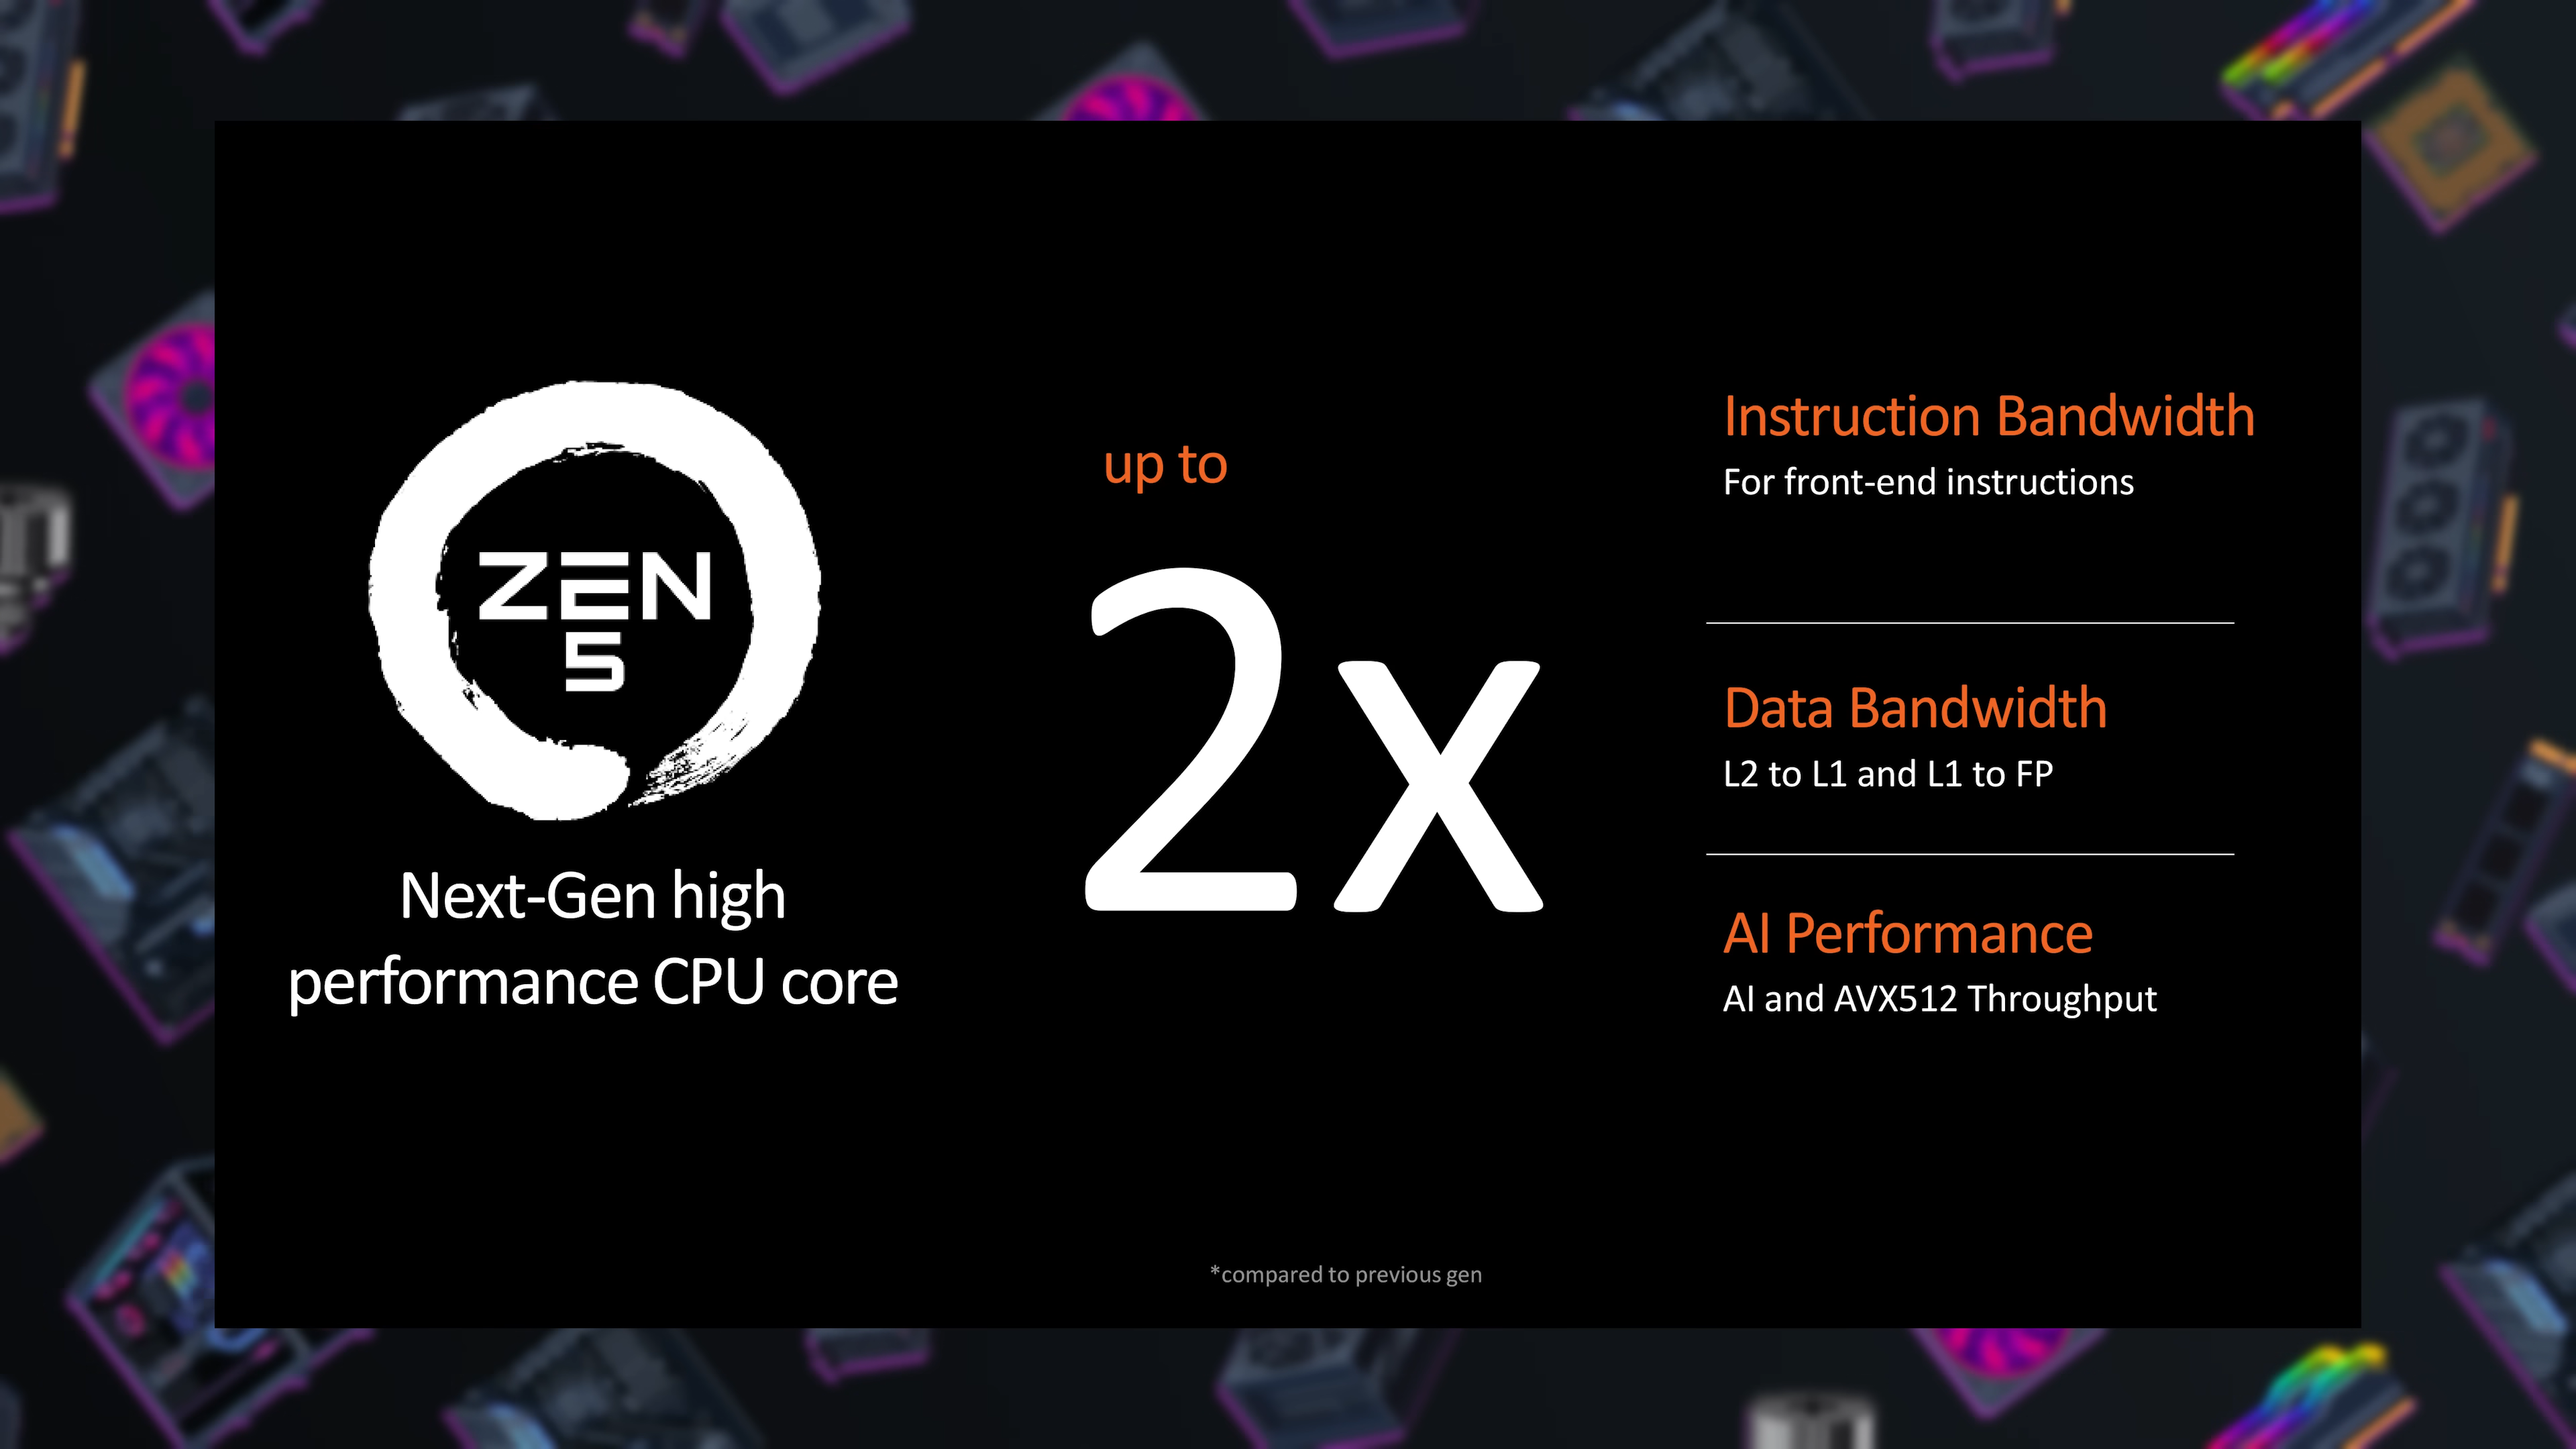 ZEN
5
Next-Gen high
performance CPU core
up to
2x
Instruction Bandwidth
For front-end instructions
Data Bandwidth
L2 to L1 and L1 to FP
AI Performance
AI and AVX512 Throughput
*compared to previous gen